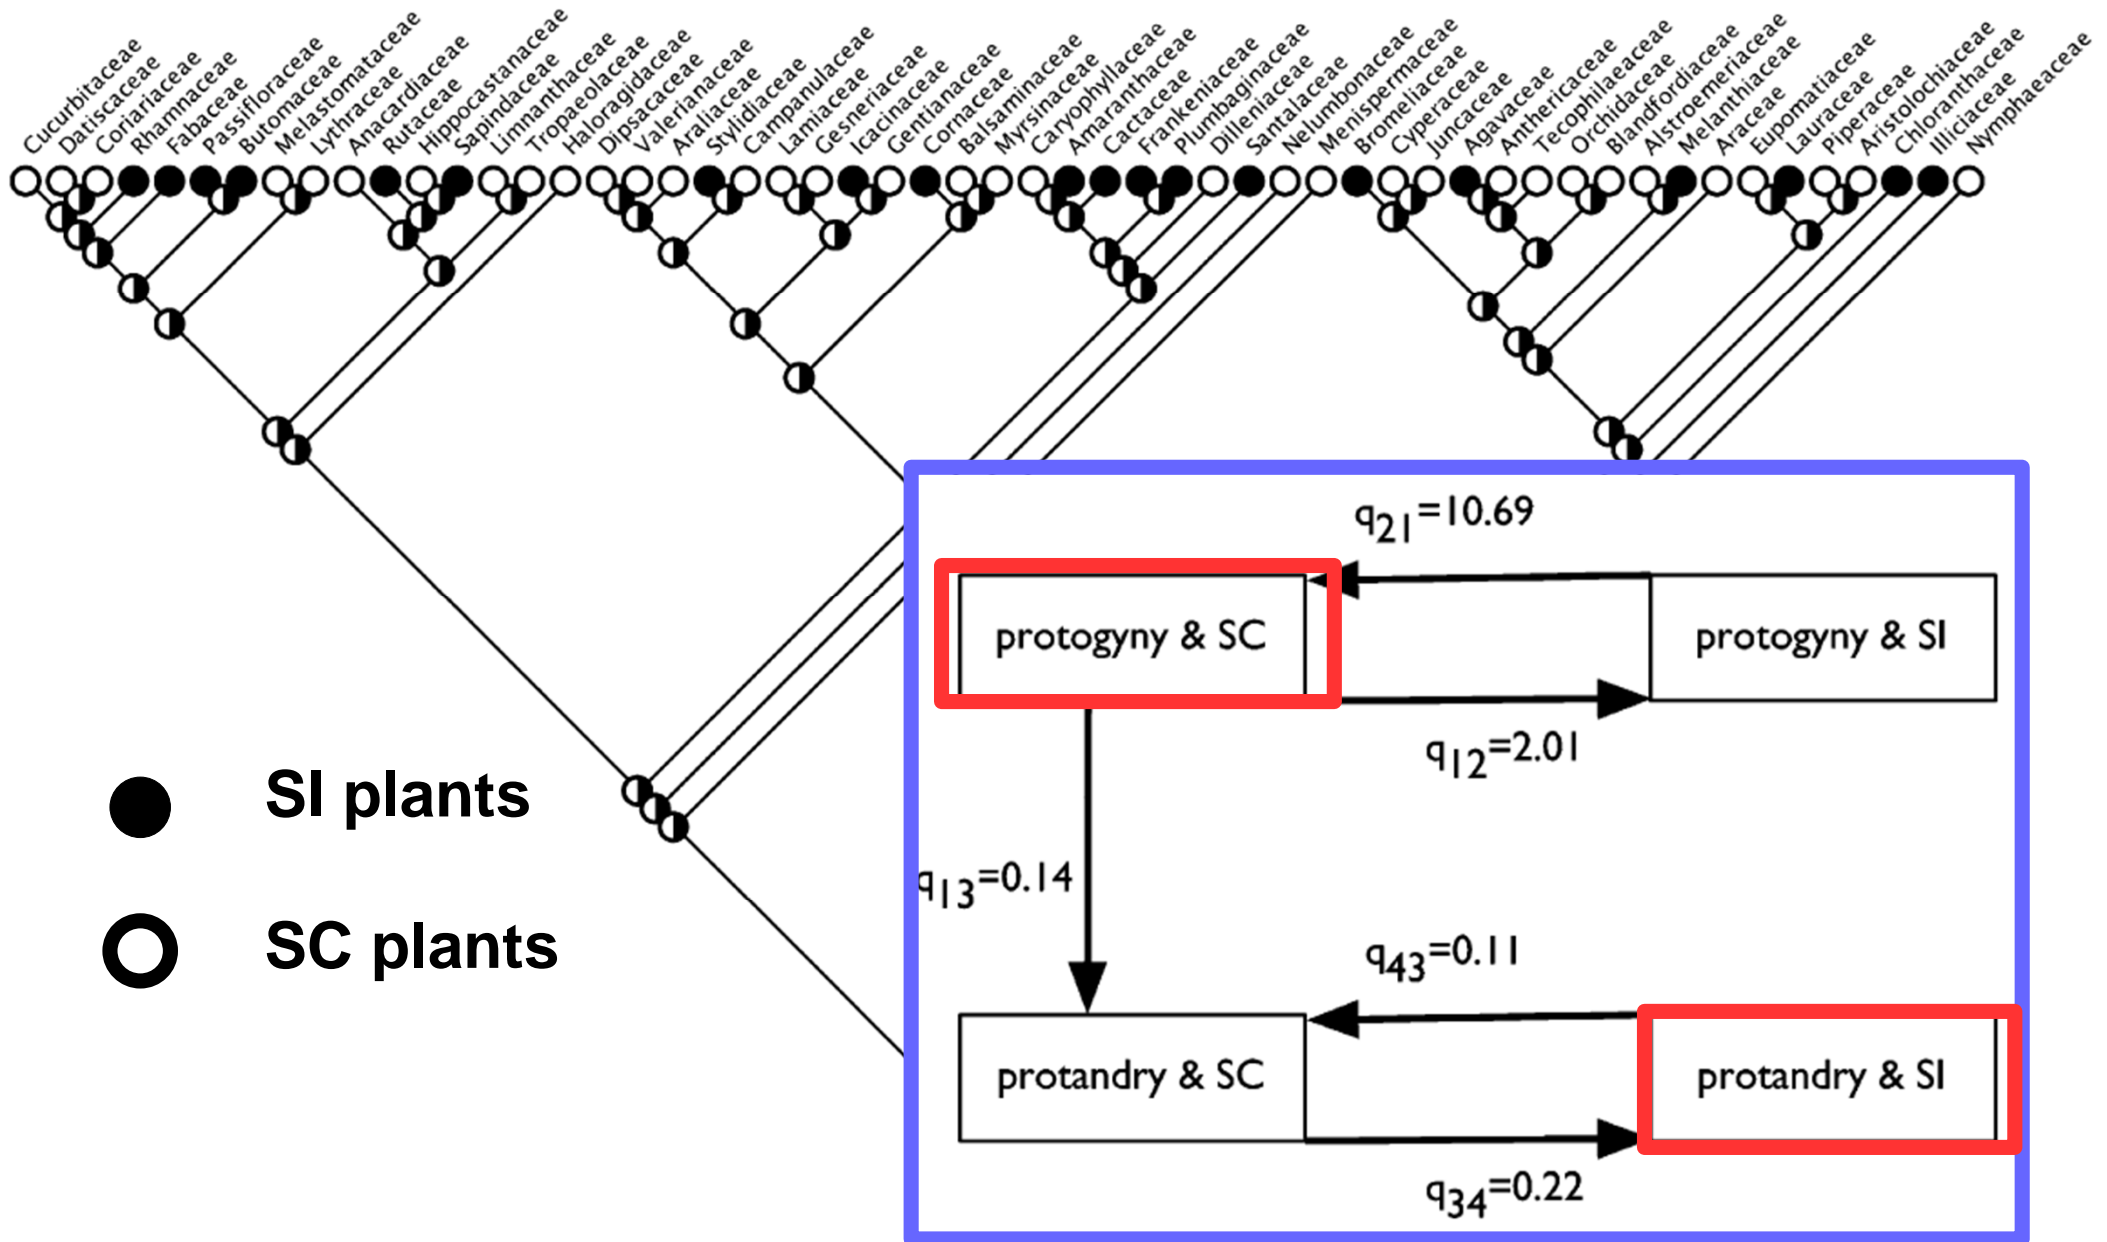 Cucurbitaceae
Datiscaceae
Coriariaceae
Rhamnaceae
Fabaceae
Passifloraceae
Butomaceae
Melastomataceae
Lythraceae
Anacardiaceae
Rutaceae
Hippocastanaceae
Sapindaceae
Limnanthaceae
Tropaeolaceae
Haloragidaceae
Dipsacaceae
Valerianaceae
Araliaceae
Stylidiaceae
Campanulaceae
Lamiaceae
Gesneriaceae
Icacinaceae
Gentianaceae
Cornaceae
Balsaminaceae
Myrsinaceae
Caryophyllaceae
Amaranthaceae
Cactaceae
Frankeniaceae
Plumbaginaceae
Dilleniaceae
Santalaceae
Nelumbonaceae
Menispermaceae
Bromeliaceae
Cyperaceae
Juncaceae
Agavaceae
Anthericaceae
Tecophilaeaceae
Orchidaceae
Blandfordiaceae
Alstroemeriaceae
Melanthiaceae
Araceae
Eupomatiaceae
Lauraceae
Piperaceae
Aristolochiaceae
Chloranthaceae
Illiciaceae
Nymphaeaceae
q21=10.69
protogyny & SC
protogyny & SI
q12=2.01
SI plants
q13=0.14
SC plants
q43=0.11
protandry & SC
protandry & SI
q34=0.22